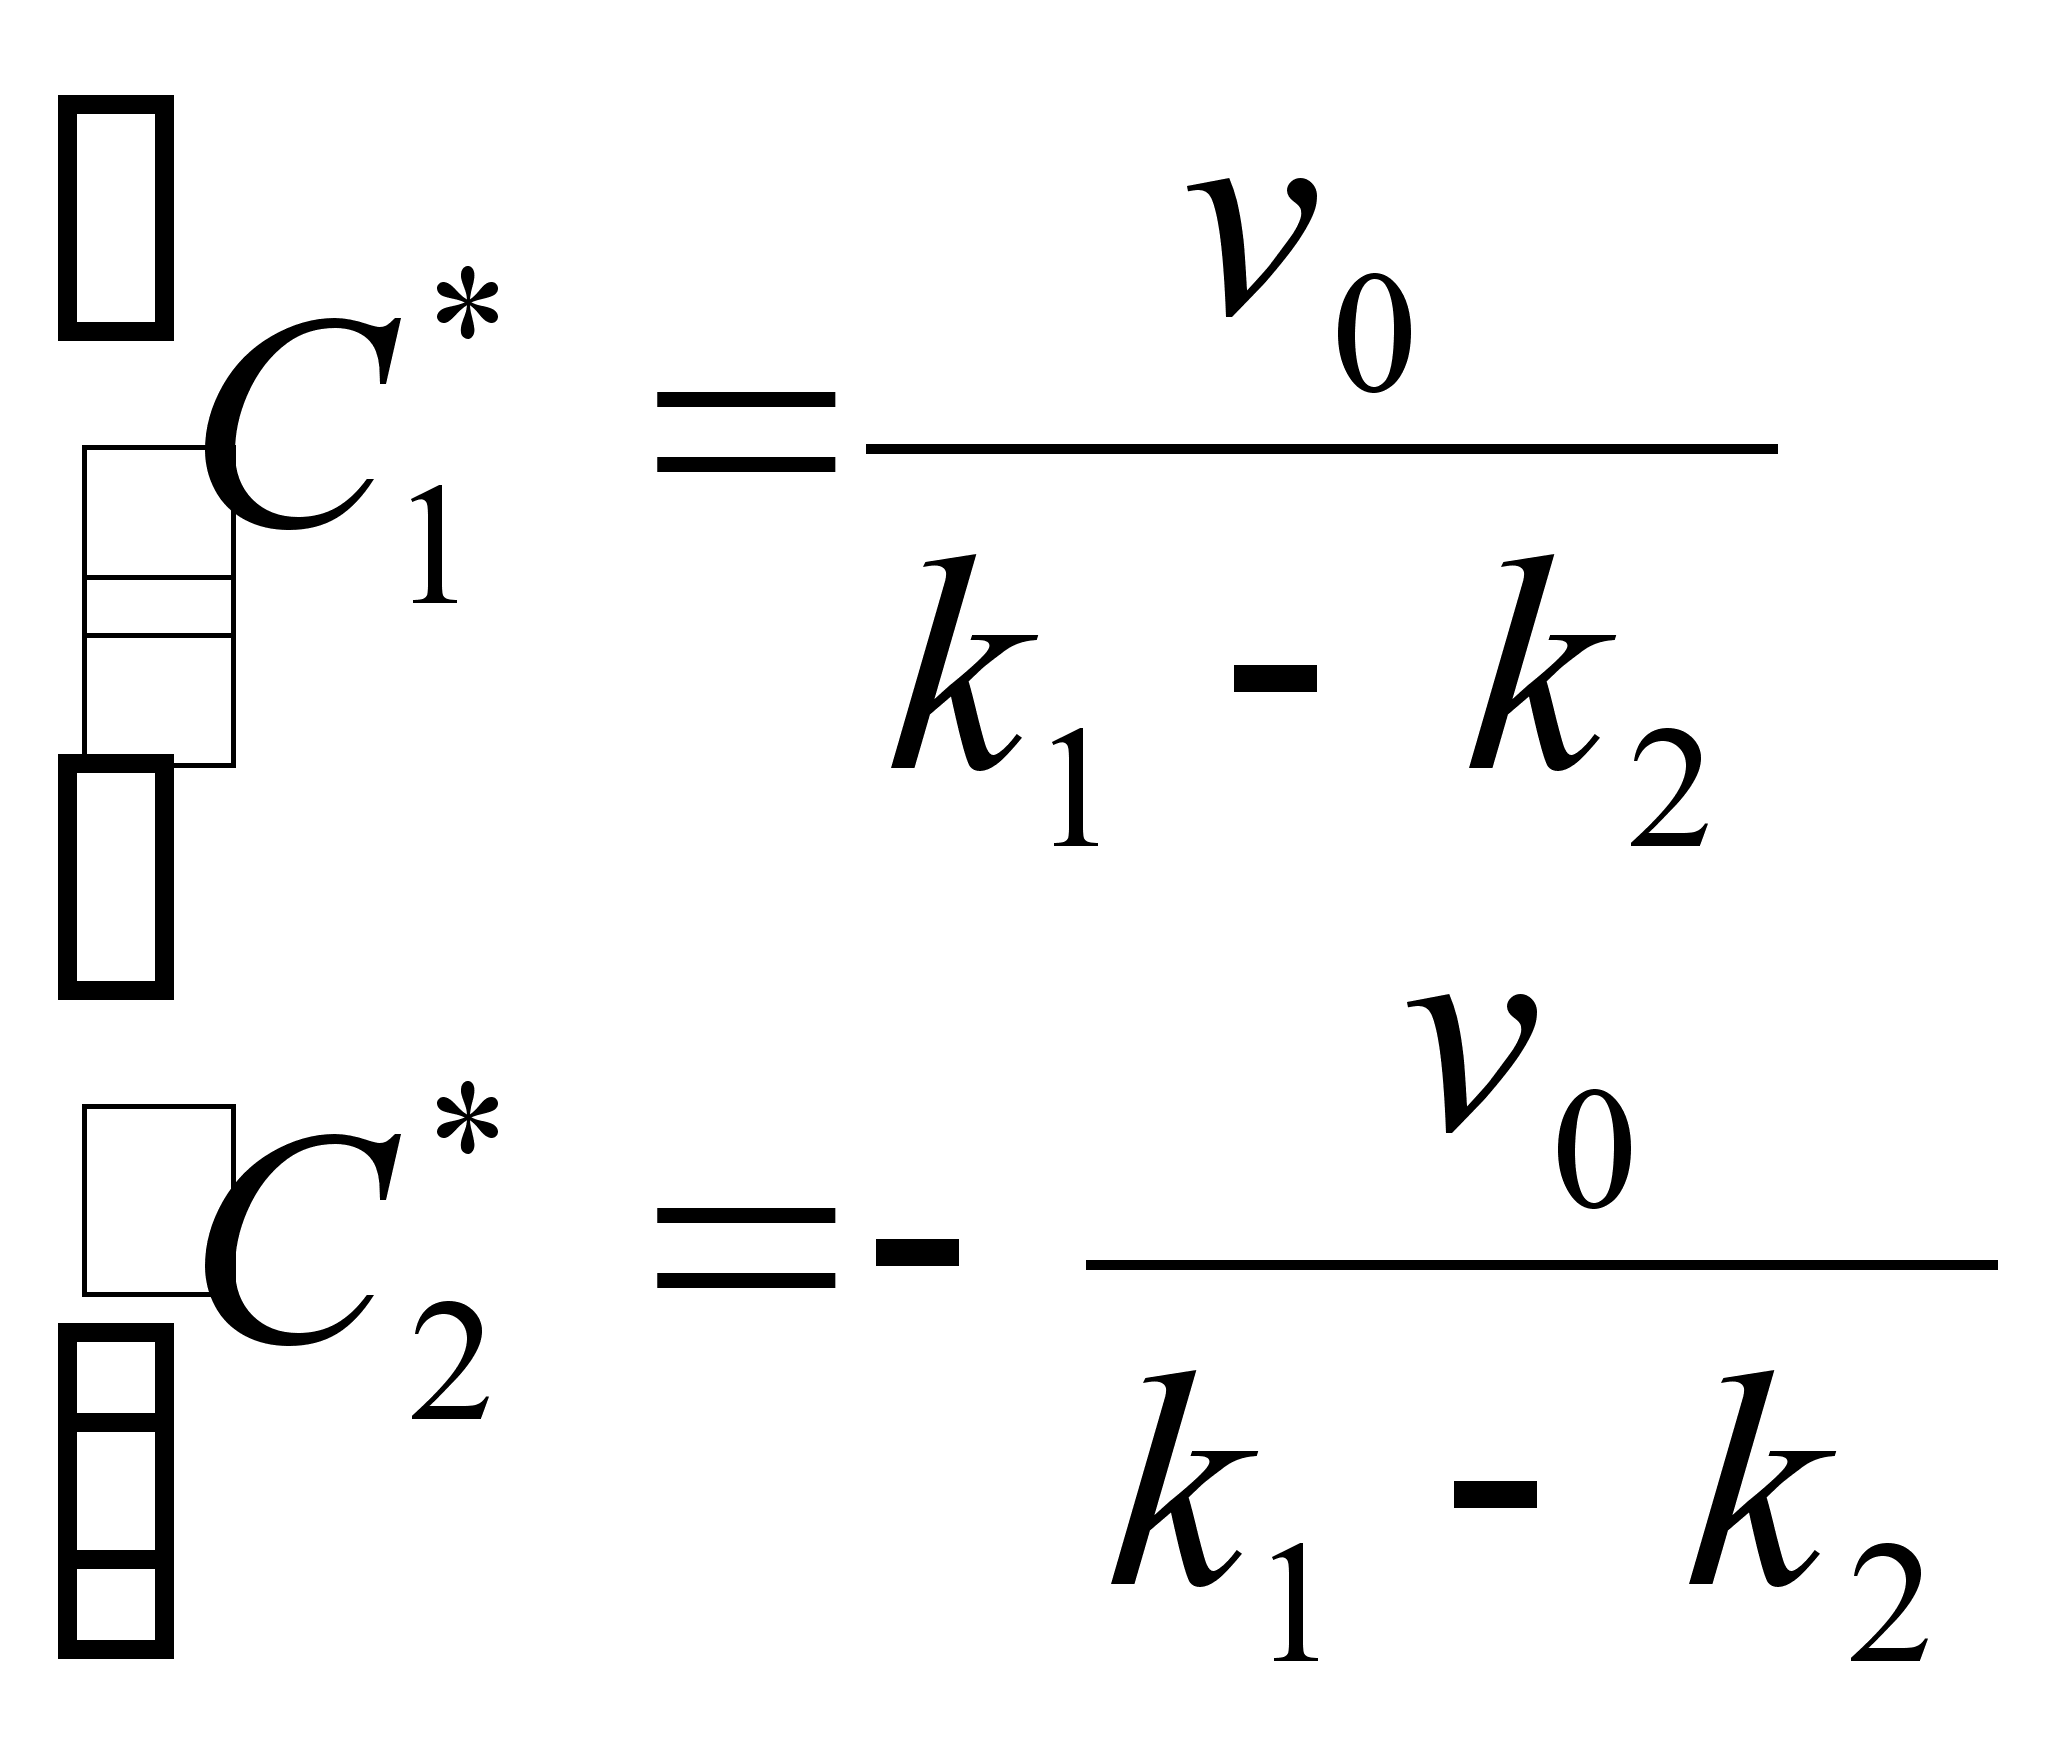 C₁* = v₀ / (k₁ - k₂)
C₂* = - v₀ / (k₁ - k₂)